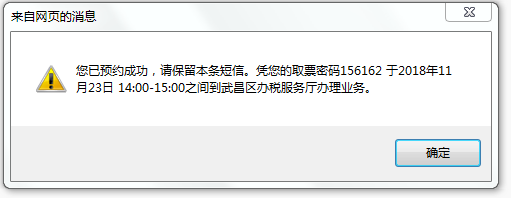 来自网页的消息
您已预约成功，请保留本条短信。凭您的取票密码156162 于2018年11
月23日 14:00-15:00之间到武昌区办税服务厅办理业务。
确定